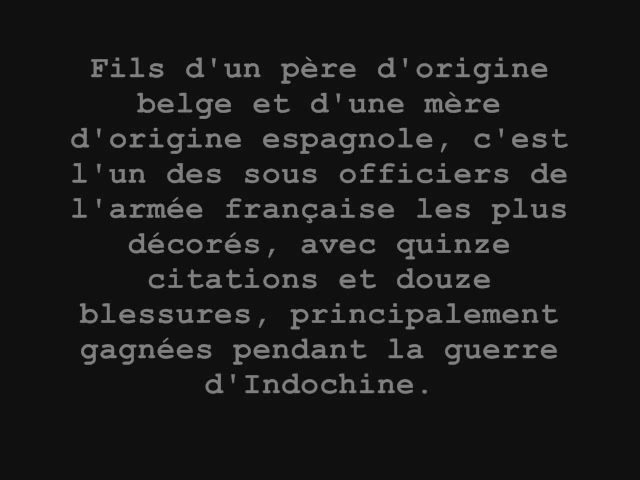 Fils d'un père d'origine
belge et d'une mère
d'origine espagnole, c'est
l'un des sous officiers de
l'armée française les plus
décorés, avec quinze
citations et douze
blessures, principalement
gagnées pendant la guerre
d'Indochine.